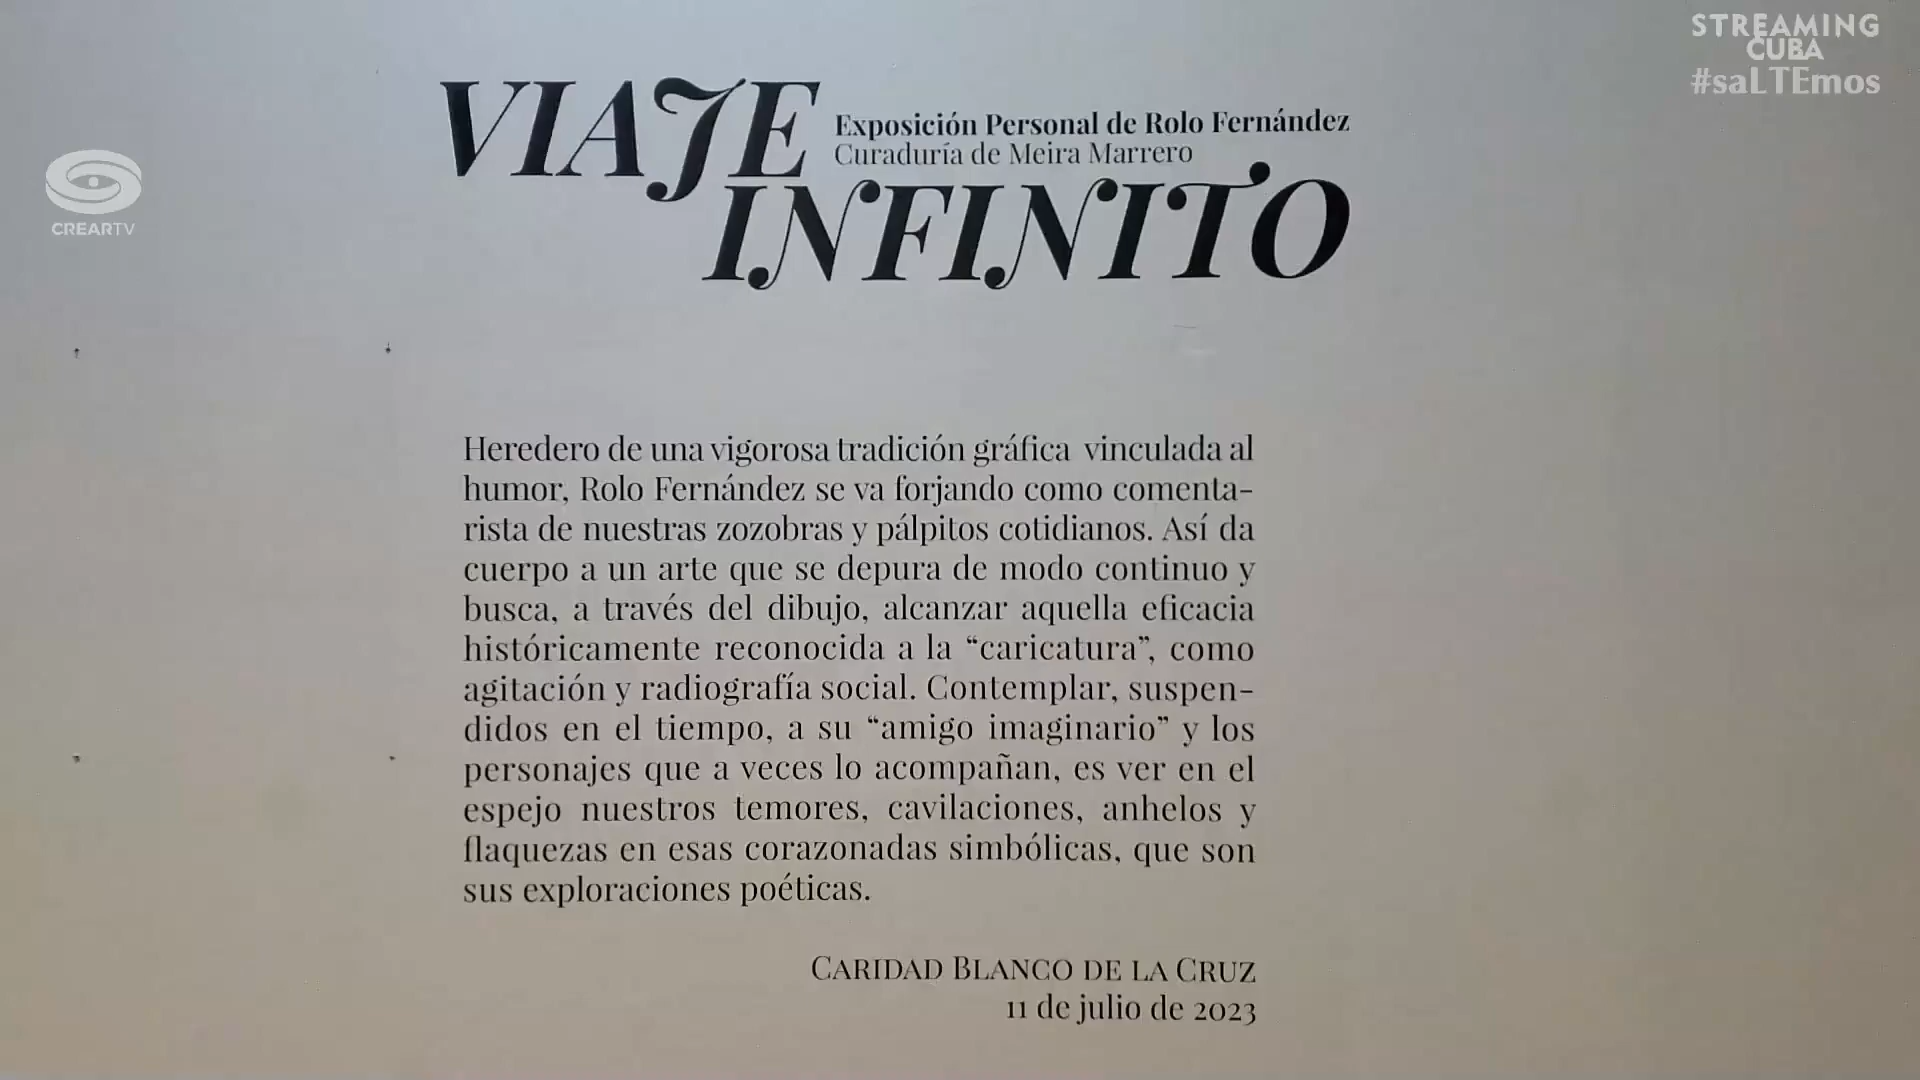 STREAMING
CUBA
#saLTEmos
CREARTV
VIAJE
Exposición Personal de Rolo Fernández
Curaduría de Meira Marrero
INFINITO
Heredero de una vigorosa tradición gráfica vinculada al
humor, Rolo Fernández se va forjando como comenta-
rista de nuestras zozobras y pálpitos cotidianos. Así da
cuerpo a un arte que se depura de modo continuo y
busca, a través del dibujo, alcanzar aquella eficacia
históricamente reconocida a la “caricatura”, como
agitación y radiografía social. Contemplar, suspen-
didos en el tiempo, a su “amigo imaginario” y los
personajes que a veces lo acompañan, es ver en el
espejo nuestros temores, cavilaciones, anhelos y
flaquezas en esas corazonadas simbólicas, que son
sus exploraciones poéticas.
CARIDAD BLANCO DE LA CRUZ
11 de julio de 2023